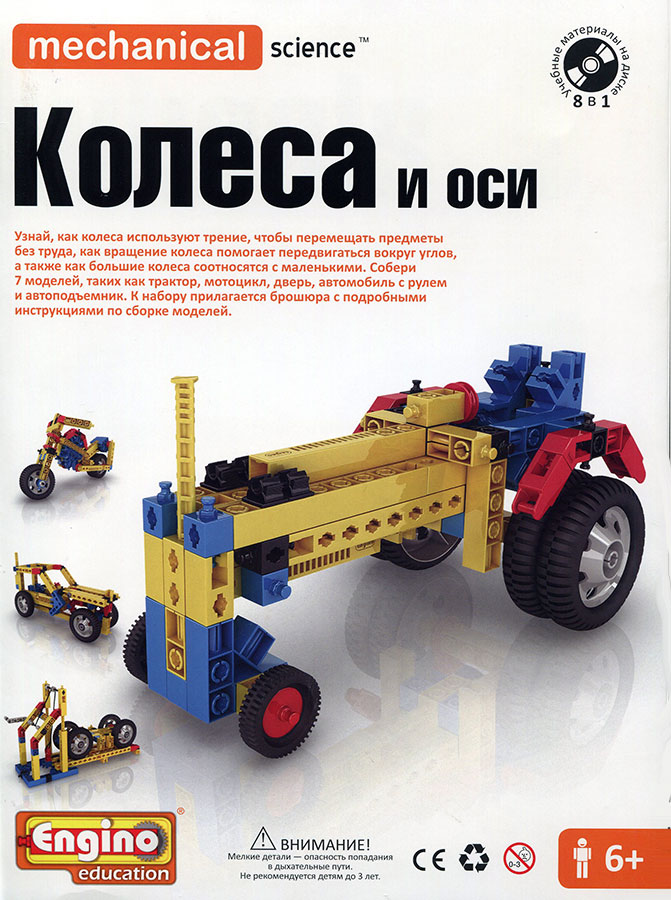 mechanical science™
Учебные материалы на диске
8 в 1
Колеса и оси
Узнай, как колеса используют трение, чтобы перемещать предметы
без труда, как вращение колеса помогает передвигаться вокруг углов,
а также как большие колеса соотносятся с маленькими. Собери
7 моделей, таких как трактор, мотоцикл, дверь, автомобиль с рулем
и автоподъемник. К набору прилагается брошюра с подробными
инструкциями по сборке моделей.
Engino®
education
ВНИМАНИЕ!
Мелкие детали — опасность попадания
в дыхательные пути.
Не рекомендуется детям до 3 лет.
CE
0-3
6+